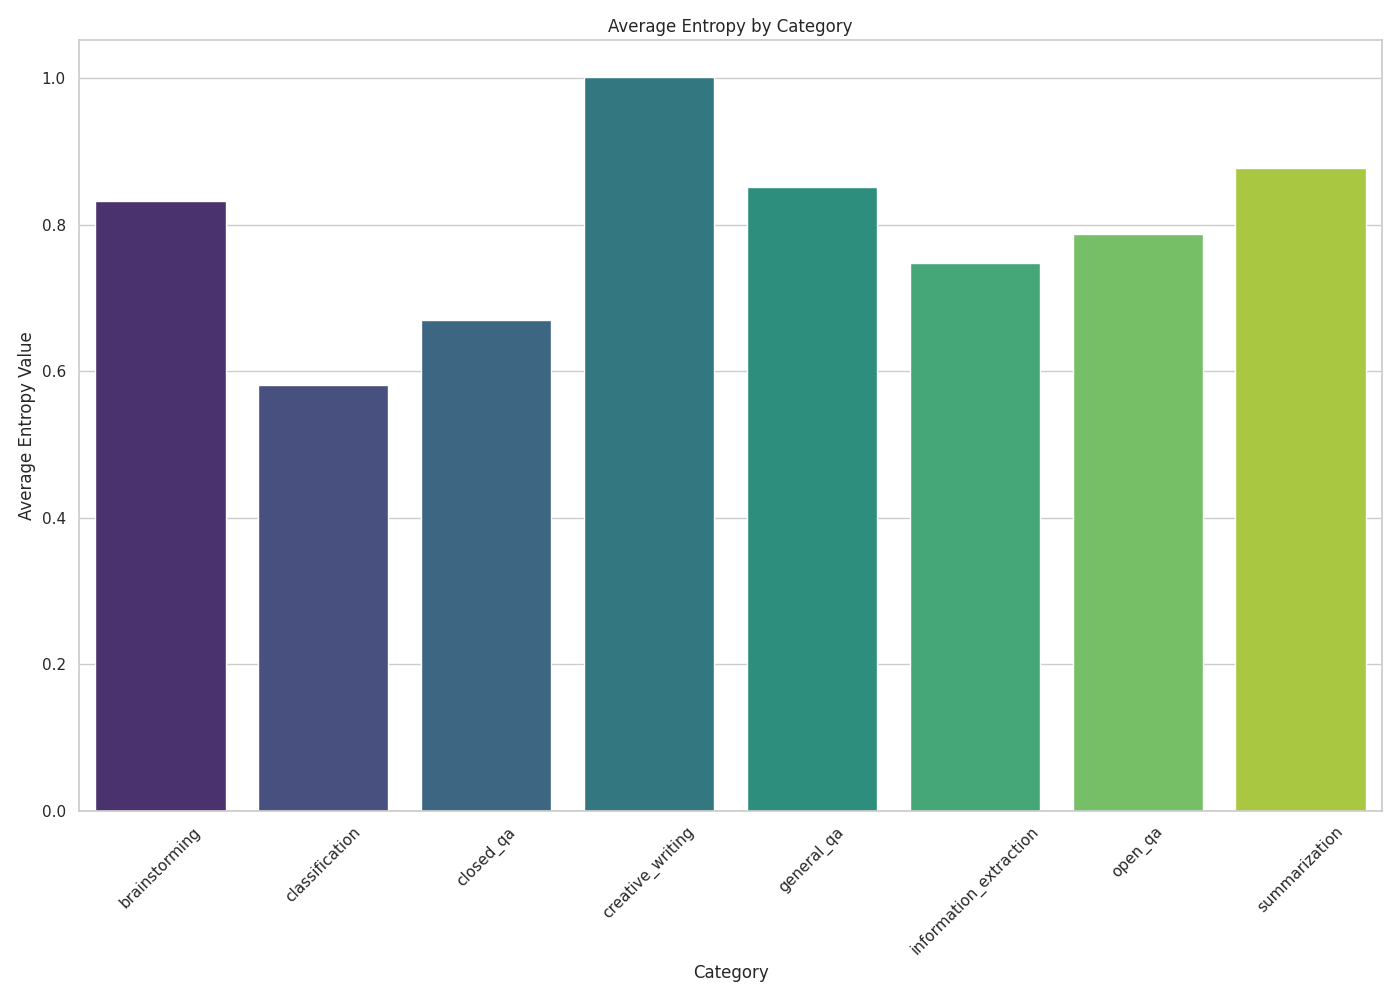 Average Entropy by Category
Average Entropy Value
1.0
0.8
0.6
0.4
0.2
0.0
brainstorming
classification
closed_qa
creative_writing
general_qa
information_extraction
open_qa
summarization
Category